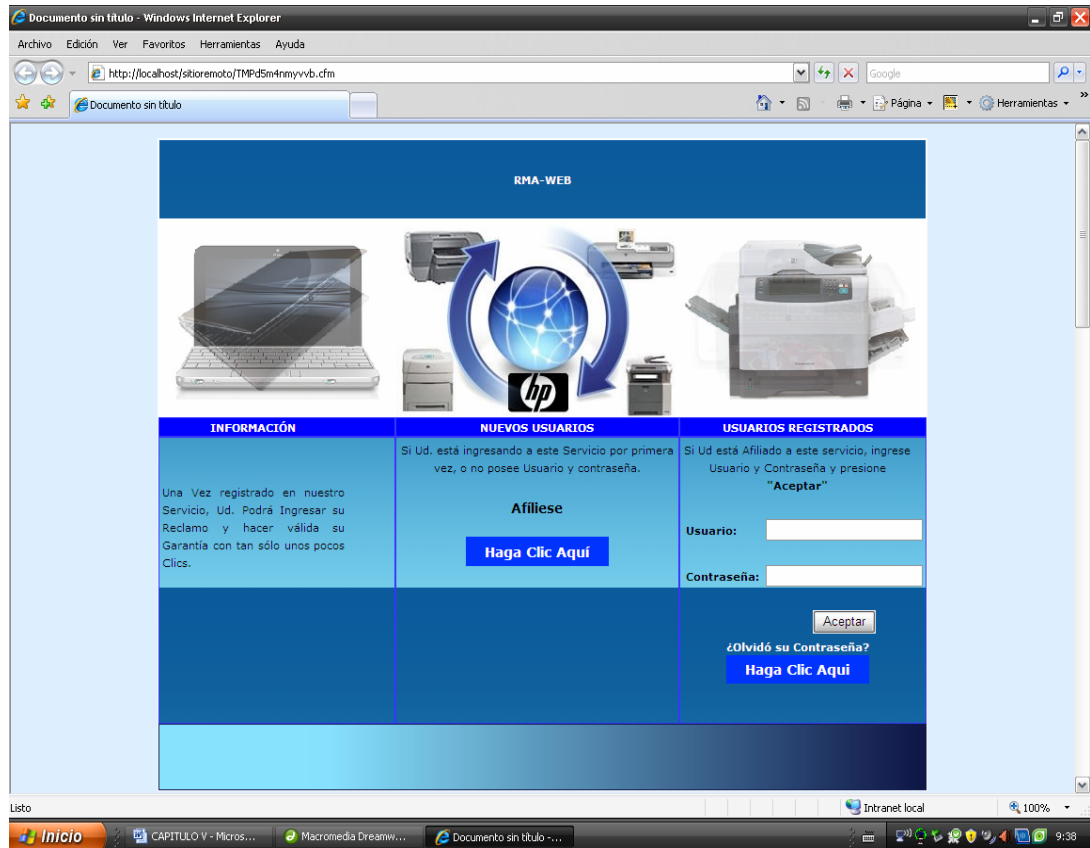 Documento sin título - Windows Internet Explorer
Archivo Edición Ver Favoritos Herramientas Ayuda
http://localhost/sitioremoto/TMPd5m4nmyvvb.cfm
Google
Documento sin título
Página
Herramientas
»
RMA-WEB
hp
INFORMACIÓN
Una Vez registrado en nuestro
Servicio, Ud. Podrá Ingresar su
Reclamo y hacer válida su
Garantía con tan sólo unos pocos
Clics.
NUEVOS USUARIOS
Si Ud. está ingresando a este Servicio por primera
vez, o no posee Usuario y contraseña.
Afíliese
Haga Clic Aquí
USUARIOS REGISTRADOS
Si Ud está Afiliado a este servicio, ingrese
Usuario y Contraseña y presione
"Aceptar"
Usuario:
Contraseña:
Aceptar
¿Olvidó su Contraseña?
Haga Clic Aqui
Listo
Intranet local
100%
Inicio
CAPITULO V - Micros...
Macromedia Dreamw...
Documento sin título -...
9:38